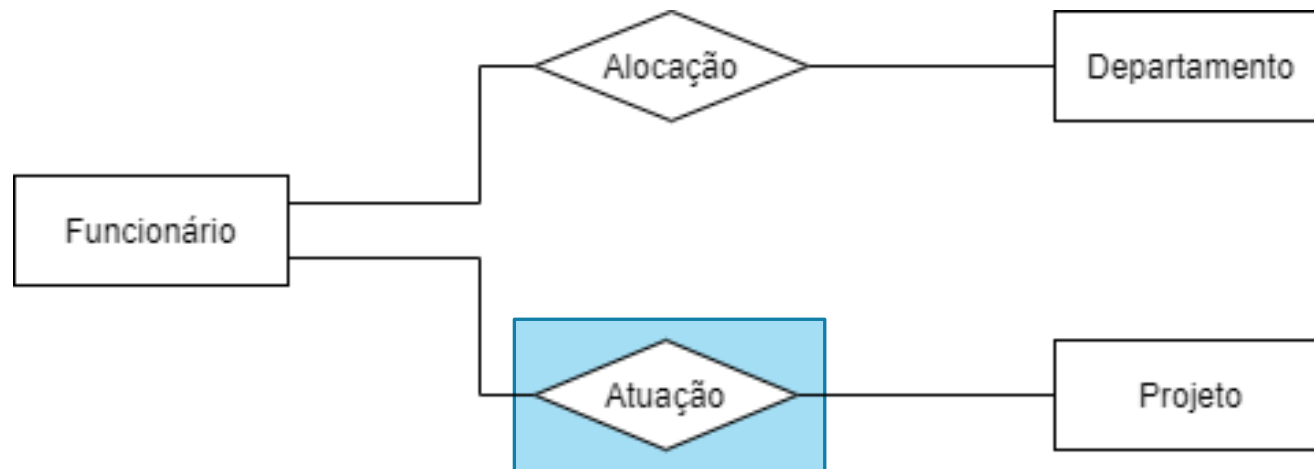 Alocação
Departamento
Funcionário
Atuação
Projeto